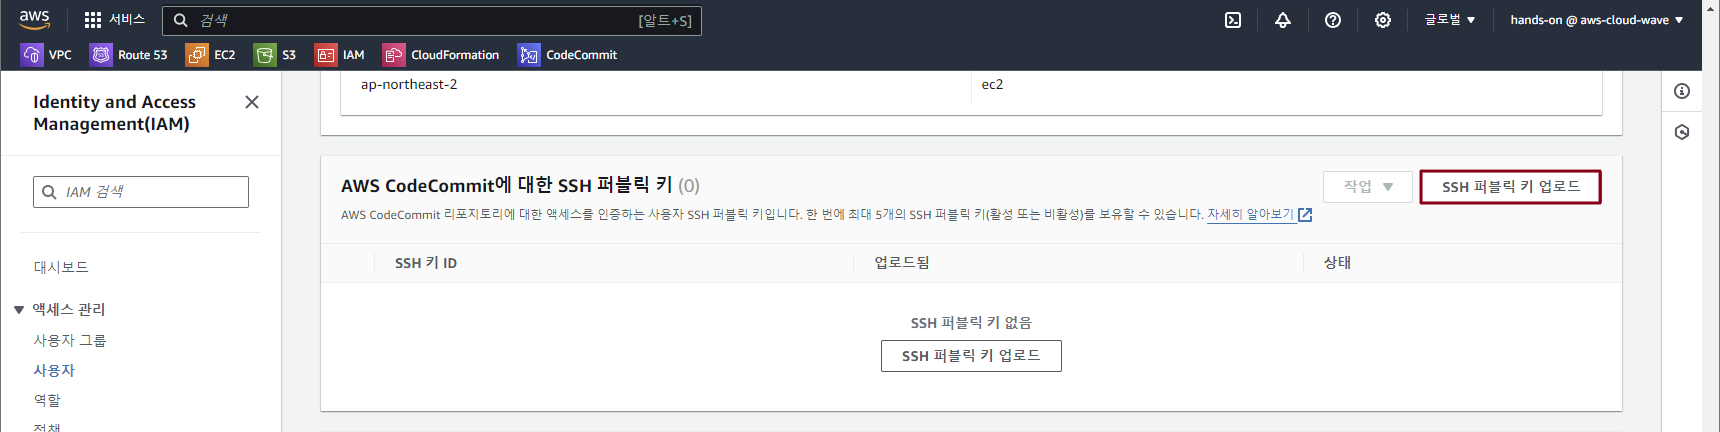 aws 서비스 검색 [알트+S] 글로벌 ▼ hands-on @ aws-cloud-wave ▼
VPC Route 53 EC2 S3 IAM CloudFormation CodeCommit
Identity and Access Management(IAM)
IAM 검색
대시보드
▼ 액세스 관리
사용자 그룹
사용자
역할
정책
ap-northeast-2 ec2
AWS CodeCommit에 대한 SSH 퍼블릭 키 (0)
작업 ▼ SSH 퍼블릭 키 업로드
AWS CodeCommit 리포지토리에 대한 액세스를 인증하는 사용자 SSH 퍼블릭 키입니다. 한 번에 최대 5개의 SSH 퍼블릭 키(활성 또는 비활성)를 보유할 수 있습니다. 자세히 알아보기
SSH 키 ID 업로드됨 상태
SSH 퍼블릭 키 없음
SSH 퍼블릭 키 업로드